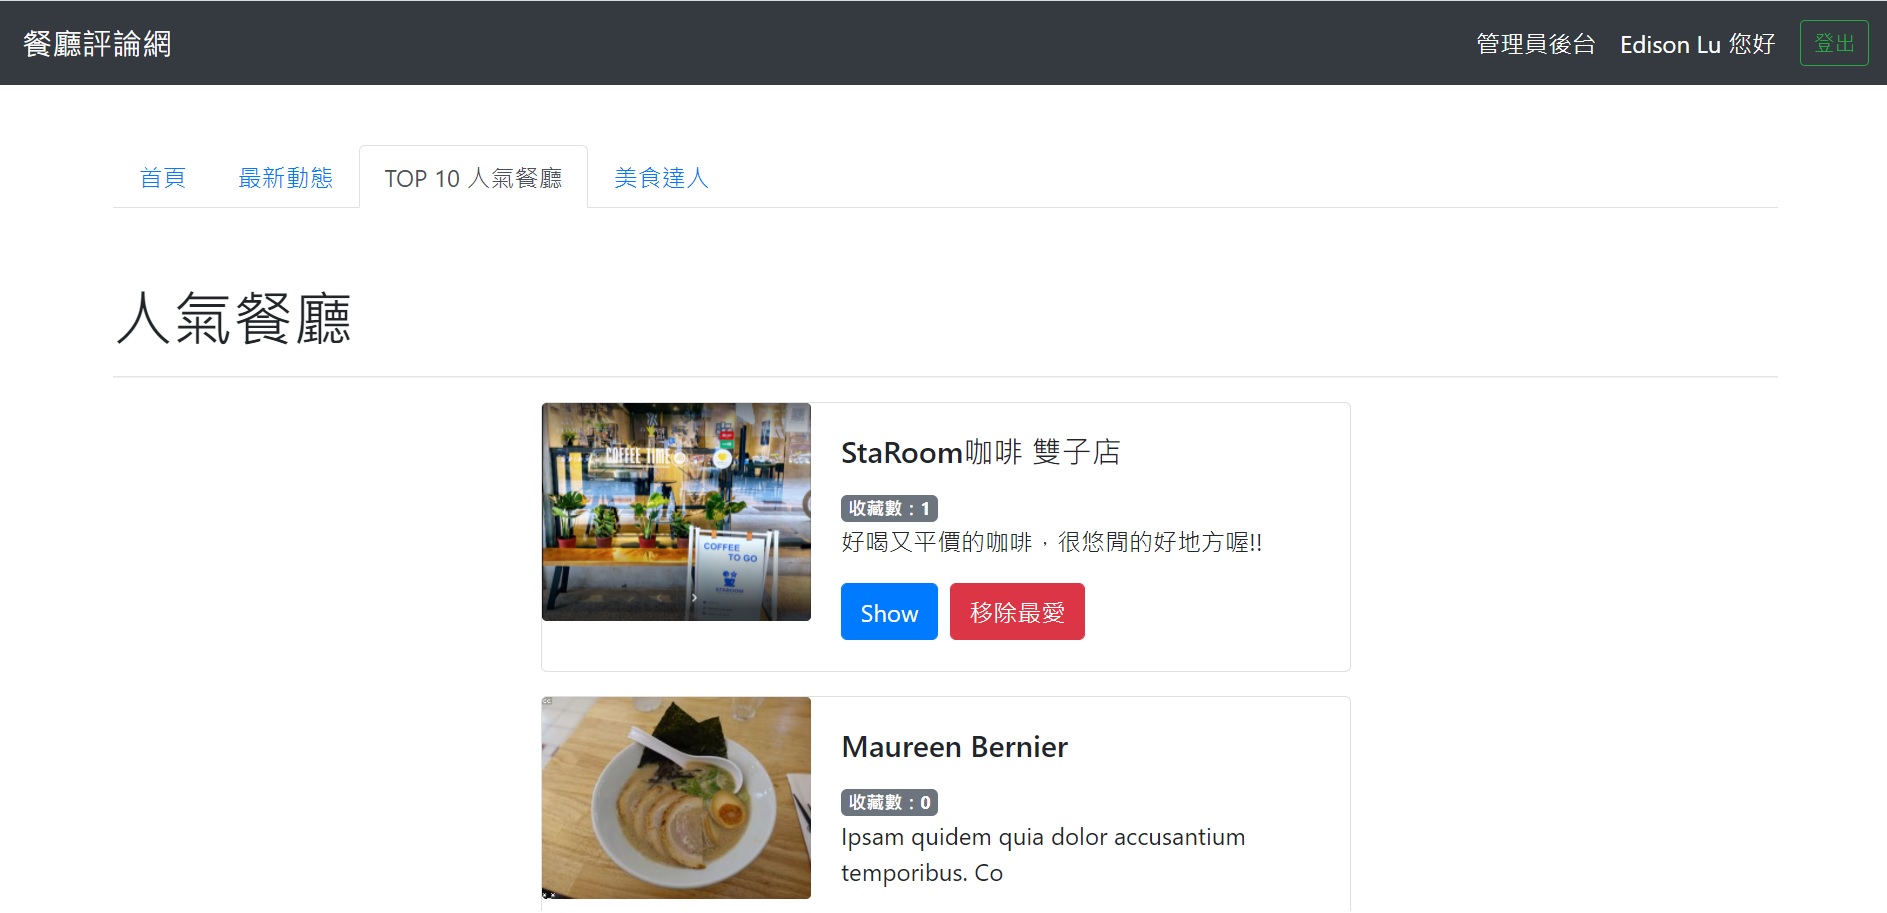 餐廳評論網
管理員後台 Edison Lu 您好 登出
首頁 最新動態 TOP 10 人氣餐廳 美食達人
人氣餐廳
COFFEE TIME
COFFEE
TO GO
STAROOM
StaRoom咖啡 雙子店
收藏數：1
好喝又平價的咖啡，很悠閒的好地方喔!!
Show 移除最愛
Maureen Bernier
收藏數：0
Ipsam quidem quia dolor accusantium
temporibus. Co